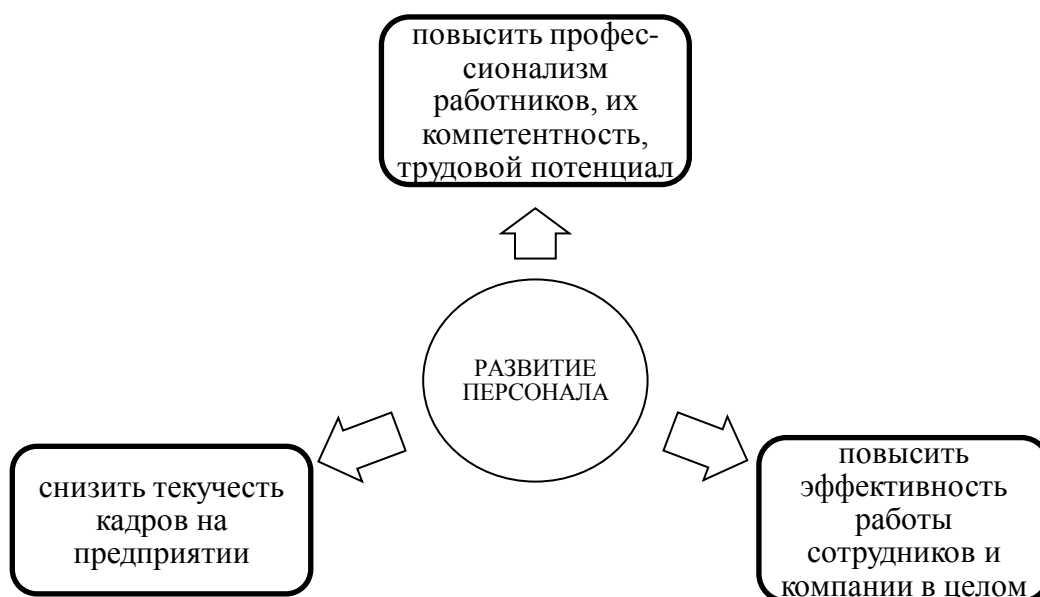 повысить профес-
сионализм
работников, их
компетентность,
трудовой потенциал
РАЗВИТИЕ
ПЕРСОНАЛА
снизить текучесть
кадров на
предприятии
повысить
эффективность
работы
сотрудников и
компании в целом